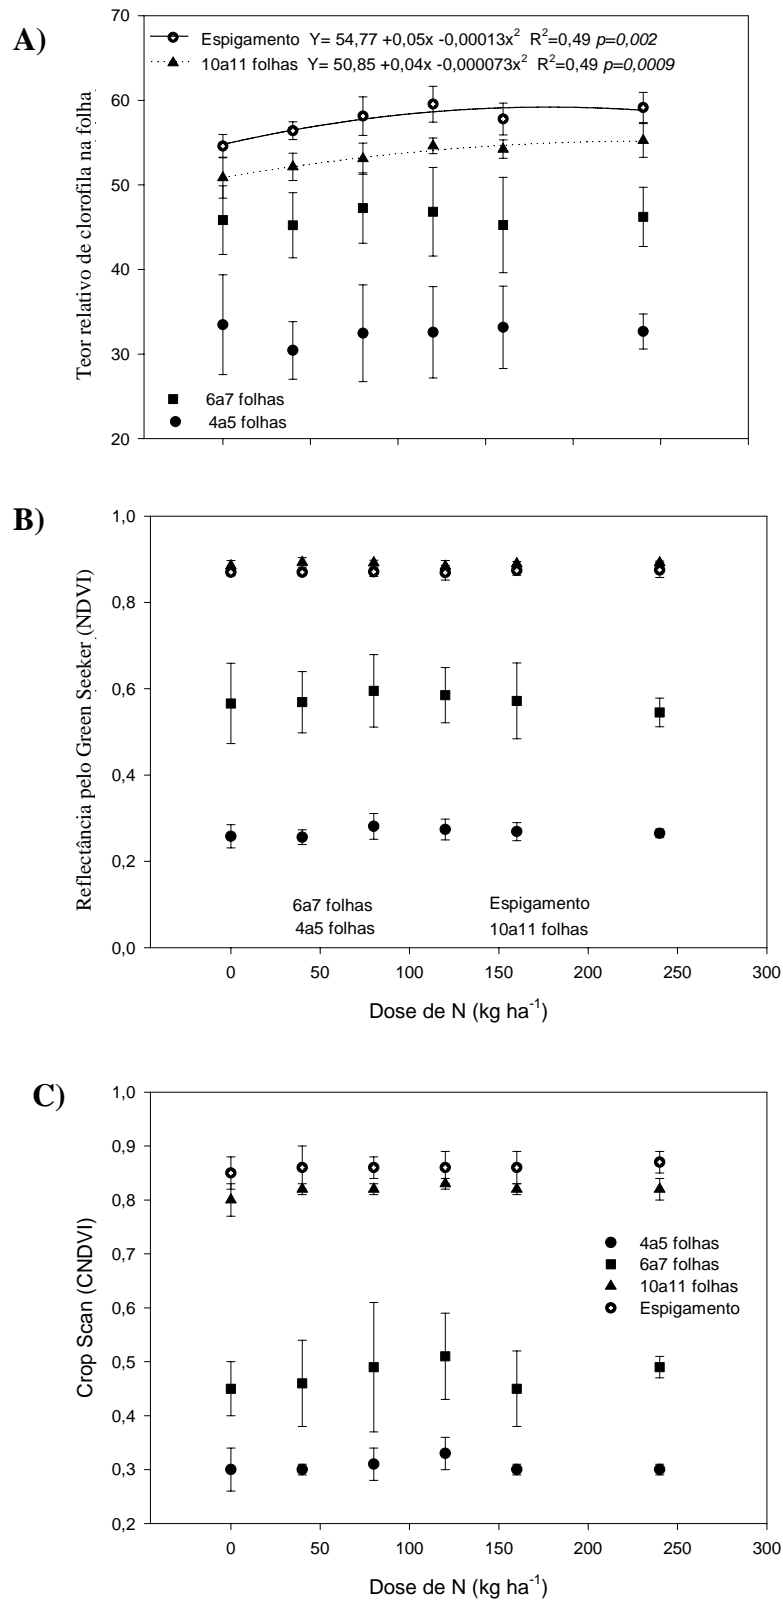 A)
70
60
50
40
30
20
Teor relativo de clorofila na folha
Espigamento Y= 54,77 +0,05x -0,00013x² R²=0,49 p=0,002
10a11 folhas Y= 50,85 +0,04x -0,000073x² R²=0,49 p=0,0009
6a7 folhas
4a5 folhas
B)
1,0
0,8
0,6
0,4
0,2
0,0
Reflectância pelo Green Seeker (NDVI)
6a7 folhas Espigamento
4a5 folhas 10a11 folhas
0 50 100 150 200 250 300
Dose de N (kg ha⁻¹)
C)
1,0
0,9
0,8
0,7
0,6
0,5
0,4
0,3
0,2
Crop Scan (CNDVI)
4a5 folhas
6a7 folhas
10a11 folhas
Espigamento
0 50 100 150 200 250 300
Dose de N (kg ha⁻¹)